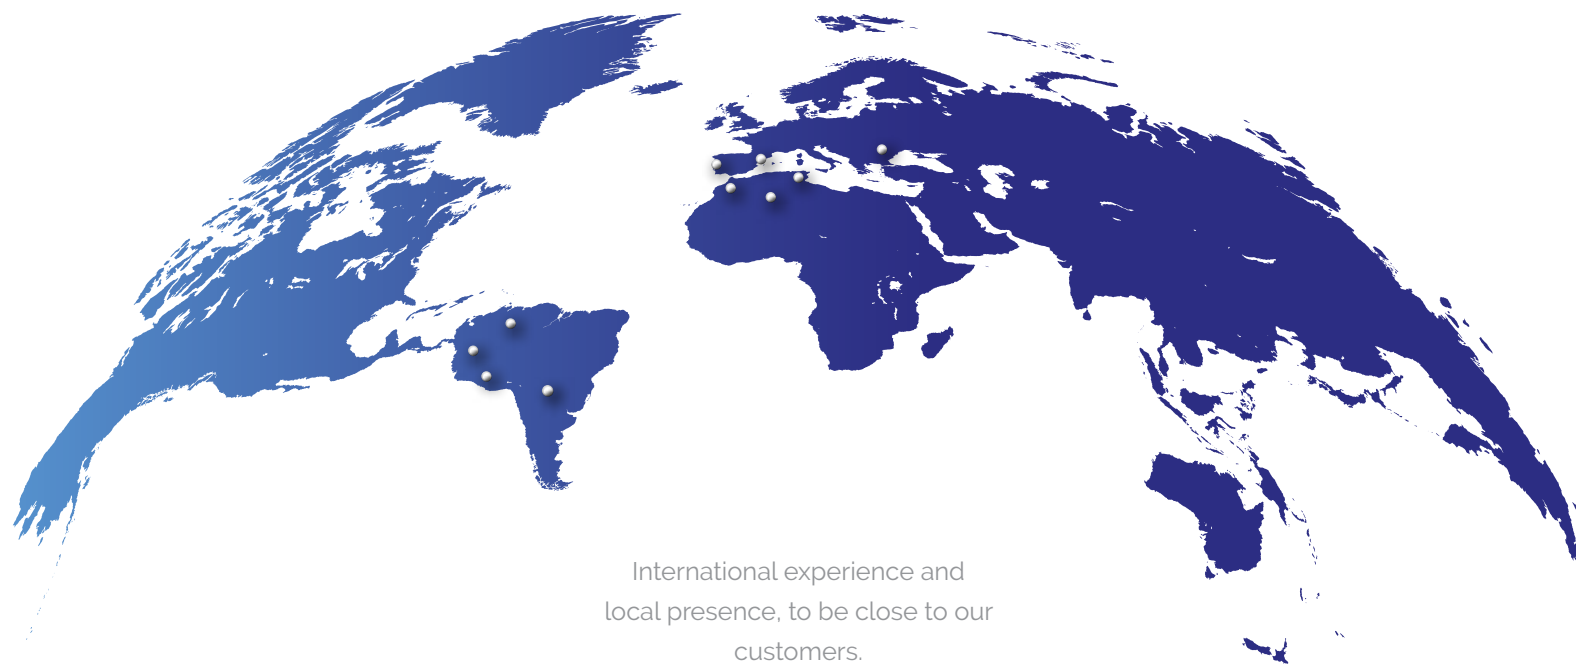 International experience and
local presence, to be close to our
customers.